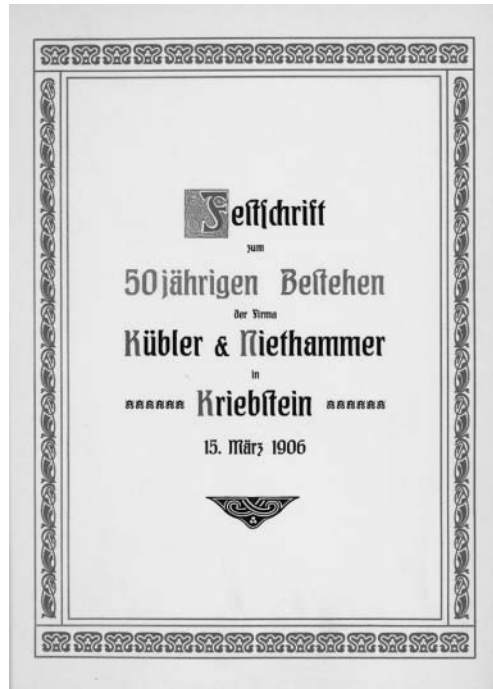 Feſtſchrift
zum
50jährigen Beſtehen
der Firma
Kübler & Niethammer
in
Kriebſtein
15. März 1906